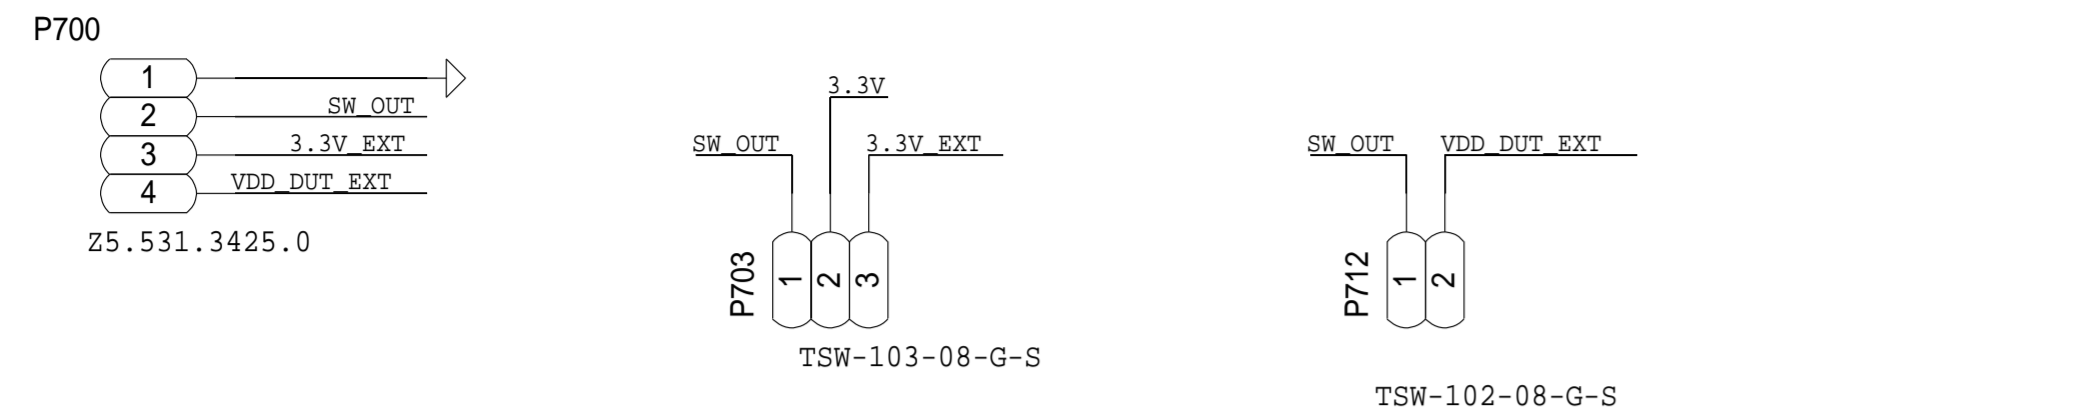 P700
1
2 SW_OUT
3 3.3V_EXT
4 VDD_DUT_EXT
Z5.531.3425.0
3.3V
SW_OUT 3.3V_EXT
P703 1 2 3
TSW-103-08-G-S
SW_OUT VDD_DUT_EXT
P712 1 2
TSW-102-08-G-S